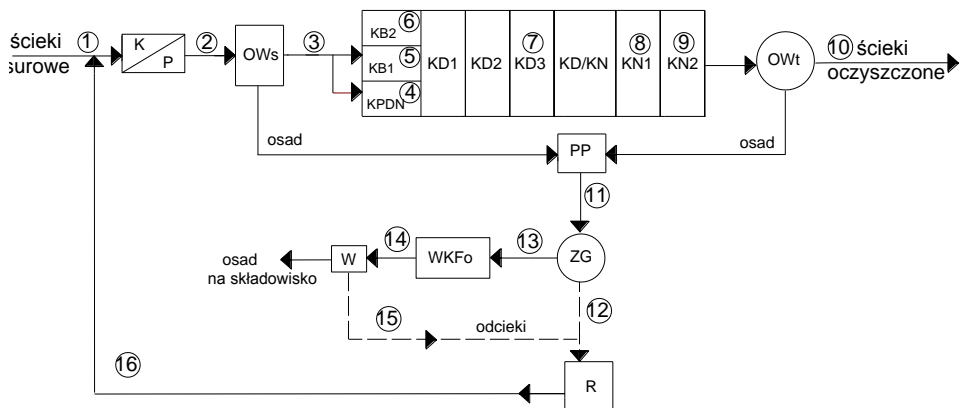 ścieki
surowe
1
K
P
2
OWs
3
KB2
6
KB1
5
KPDN
4
KD1
KD2
7
KD3
KD/KN
8
KN1
9
KN2
OWt
10 ścieki
oczyszczone
osad
PP
osad
11
ZG
13
WKFo
14
W
osad
na składowisko
12
15
odcieki
16
R